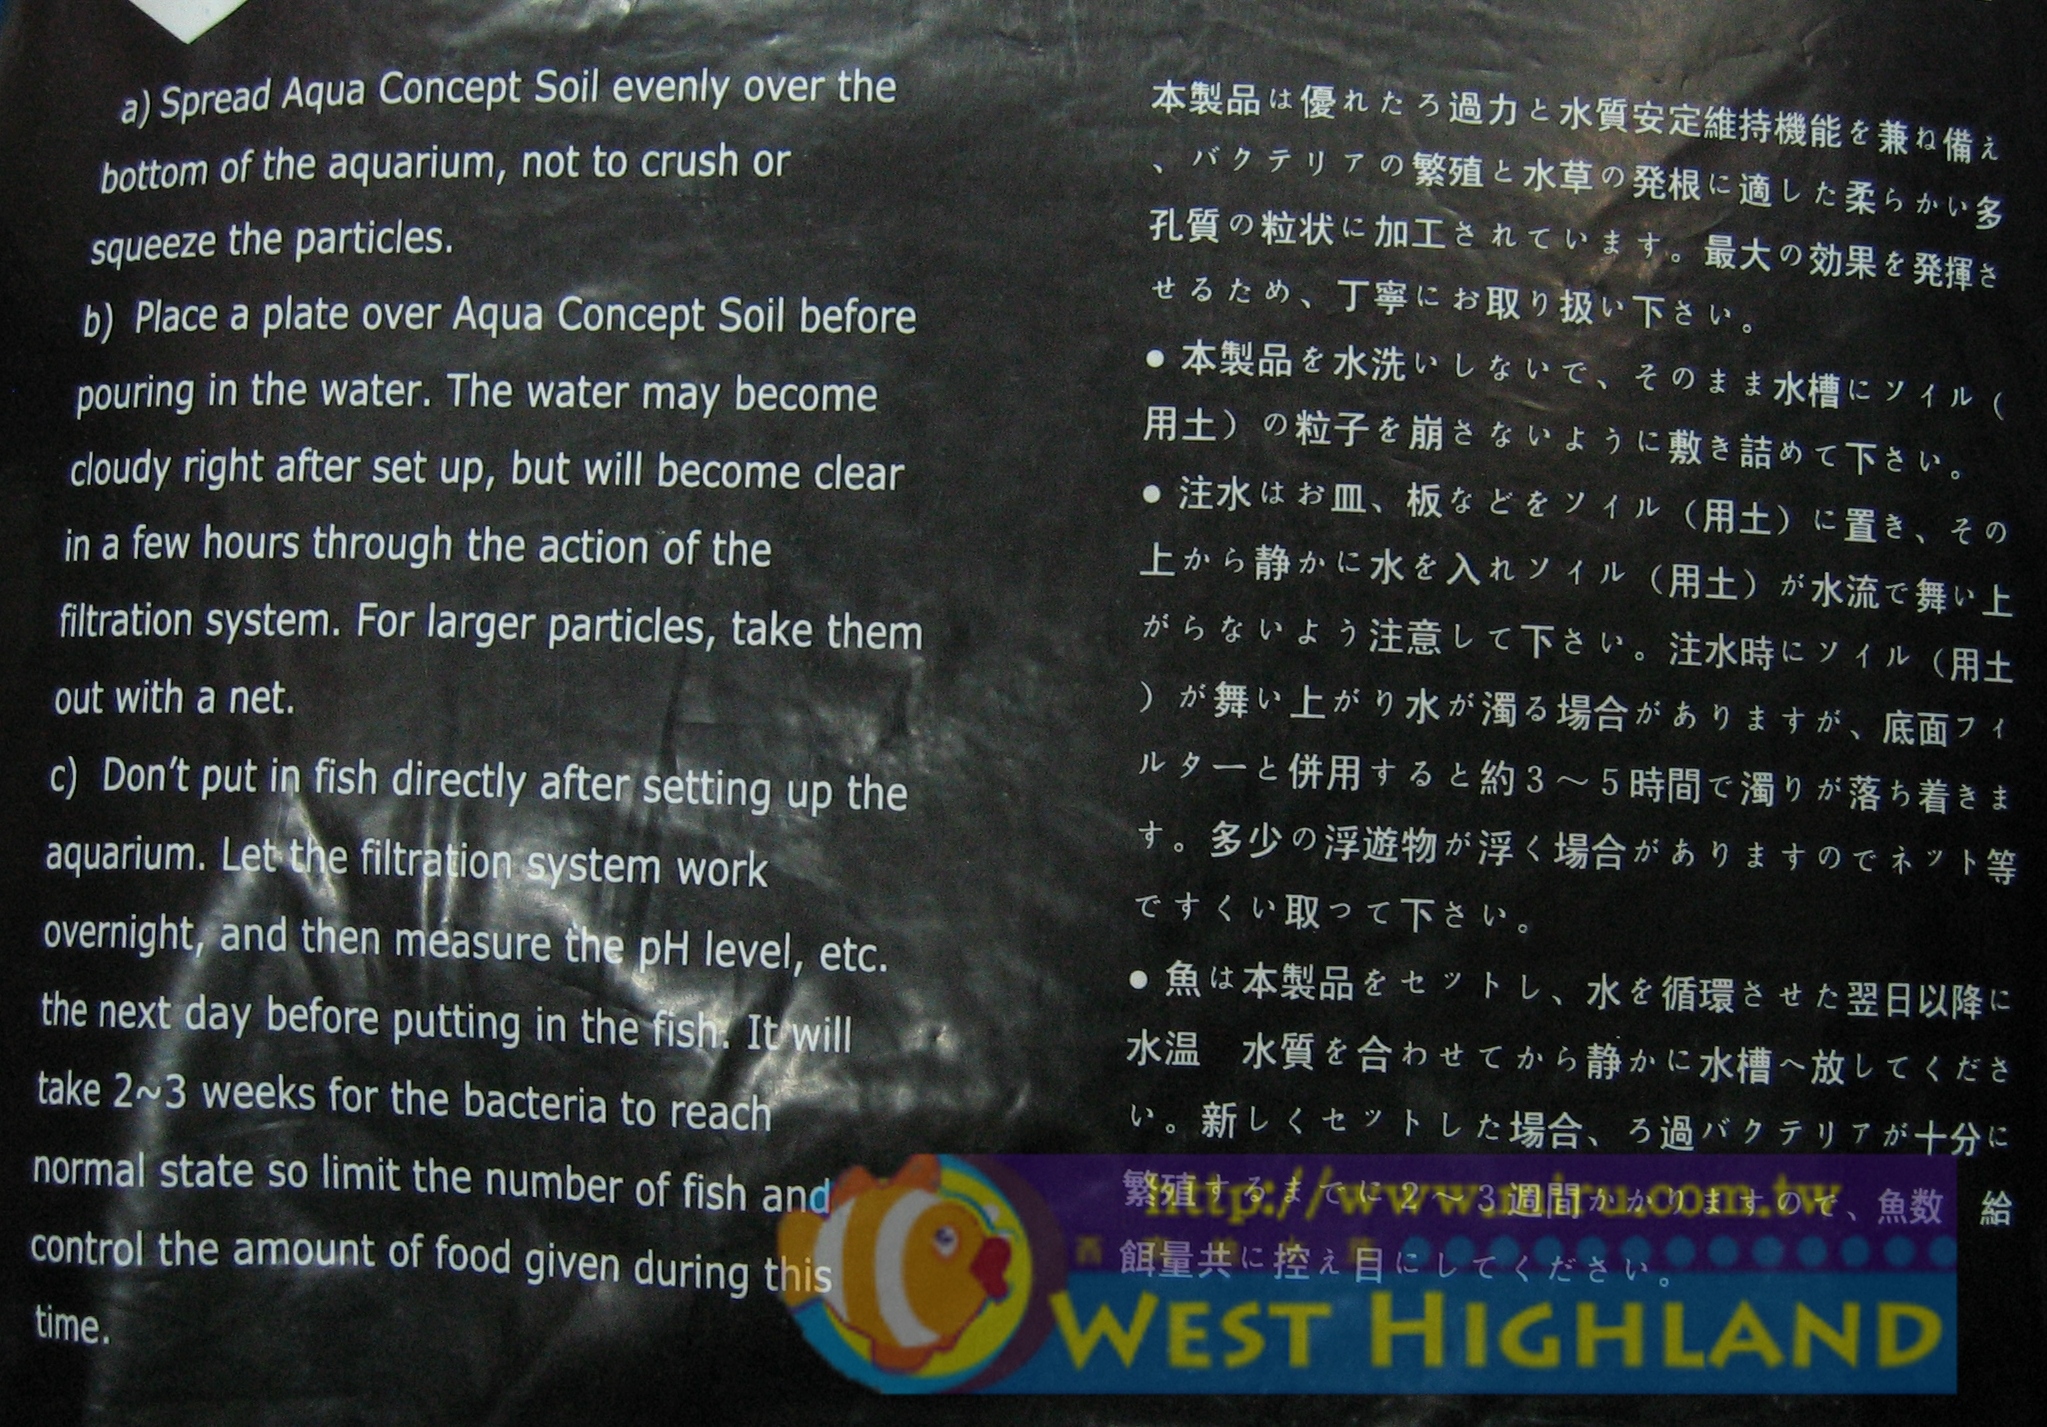 a) Spread Aqua Concept Soil evenly over the
bottom of the aquarium, not to crush or
squeeze the particles.
b) Place a plate over Aqua Concept Soil before
pouring in the water. The water may become
cloudy right after set up, but will become clear
in a few hours through the action of the
filtration system. For larger particles, take them
out with a net.
c) Don't put in fish directly after setting up the
aquarium. Let the filtration system work
overnight, and then measure the pH level, etc.
the next day before putting in the fish. It will
take 2~3 weeks for the bacteria to reach
normal state so limit the number of fish and
control the amount of food given during this
time.
本製品は優れたろ過力と水質安定維持機能を兼ね備え
、バクテリアの繁殖と水草の発根に適した柔らかい多
孔質の粒状に加工されています。最大の効果を発揮さ
せるため、丁寧にお取り扱い下さい。
● 本製品を水洗いしないで、そのまま水槽にソイル（
用土）の粒子を崩さないように敷き詰めて下さい。
● 注水はお皿、板などをソイル（用土）に置き、その
上から静かに水を入れソイル（用土）が水流で舞い上
がらないよう注意して下さい。注水時にソイル（用土
）が舞い上がり水が濁る場合がありますが、底面フィ
ルターと併用すると約３～５時間で濁りが落ち着きま
す。多少の浮遊物が浮く場合がありますのでネット等
ですくい取って下さい。
● 魚は本製品をセットし、水を循環させた翌日以降に
水温　水質を合わせてから静かに水槽へ放してくださ
い。新しくセットした場合、ろ過バクテリアが十分に
繁殖するまでに２～３週間かかりますので、魚数　給
餌量共に控え目にしてください。
WEST HIGHLAND